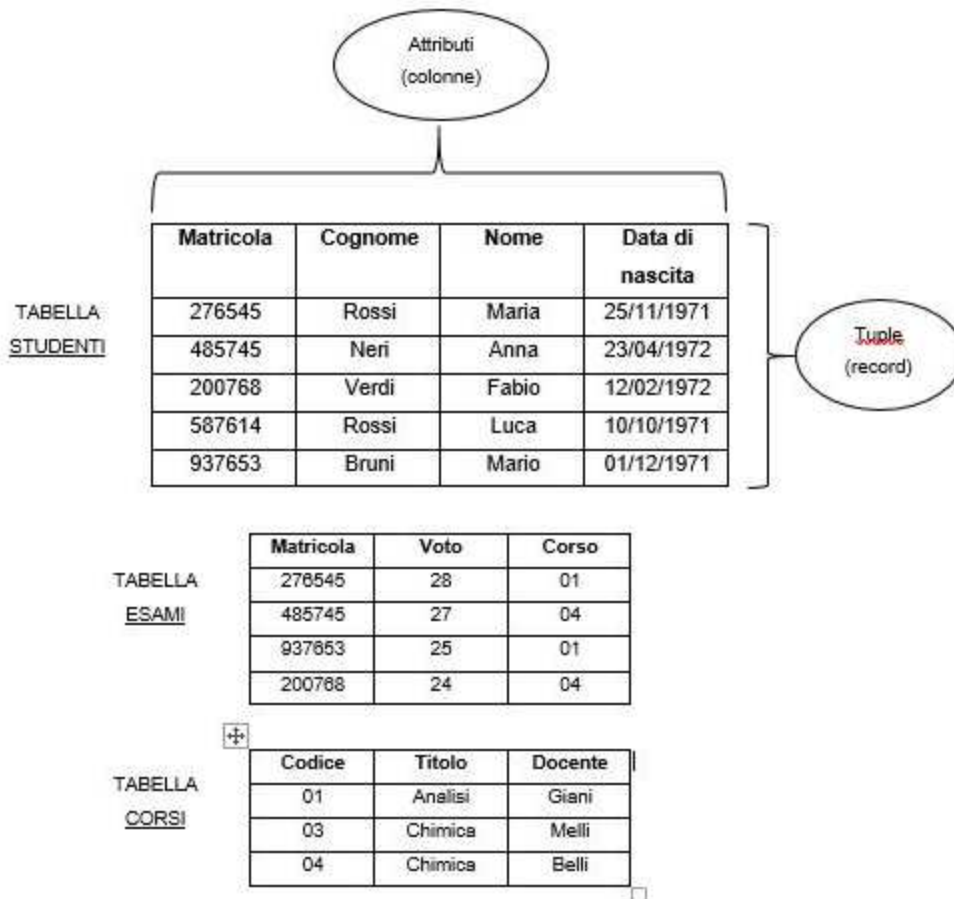 Attributi
(colonne)
Matricola Cognome Nome Data di
nascita
276545 Rossi Maria 25/11/1971
485745 Neri Anna 23/04/1972
200768 Verdi Fabio 12/02/1972
587614 Rossi Luca 10/10/1971
937653 Bruni Mario 01/12/1971
TABELLA
STUDENTI
Tuple
(record)
TABELLA
ESAMI
Matricola Voto Corso
276545 28 01
485745 27 04
937653 25 01
200768 24 04
TABELLA
CORSI
Codice Titolo Docente
01 Analisi Giani
03 Chimica Melli
04 Chimica Belli